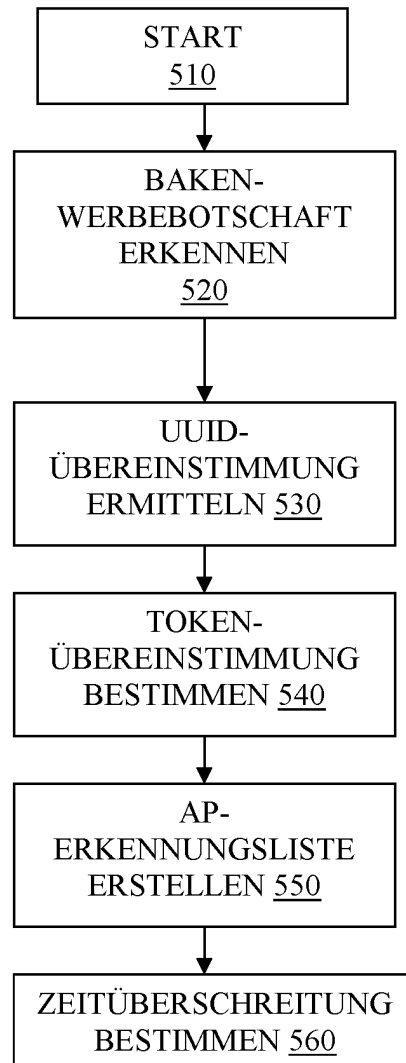 START
510
BAKEN-
WERBEBOTSCHAFT
ERKENNEN
520
UUID-
ÜBEREINSTIMMUNG
ERMITTELN 530
TOKEN-
ÜBEREINSTIMMUNG
BESTIMMEN 540
AP-
ERKENNUNGSLISTE
ERSTELLEN 550
ZEITÜBERSCHREITUNG
BESTIMMEN 560